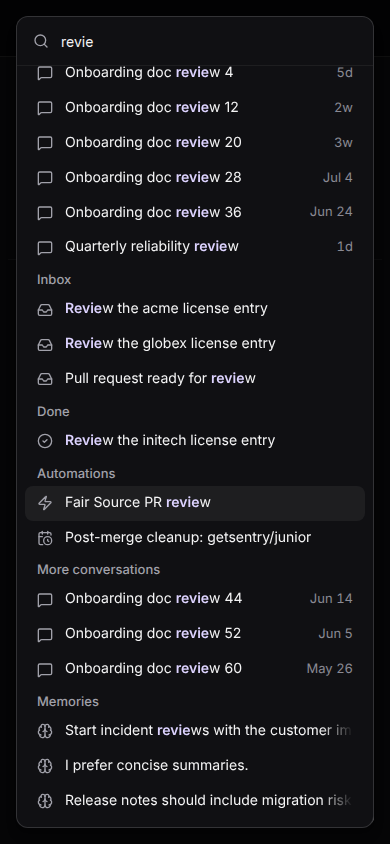 revie
Onboarding doc review 4 5d
Onboarding doc review 12 2w
Onboarding doc review 20 3w
Onboarding doc review 28 Jul 4
Onboarding doc review 36 Jun 24
Quarterly reliability review 1d
Inbox
Review the acme license entry
Review the globex license entry
Pull request ready for review
Done
Review the initech license entry
Automations
Fair Source PR review
Post-merge cleanup: getsentry/junior
More conversations
Onboarding doc review 44 Jun 14
Onboarding doc review 52 Jun 5
Onboarding doc review 60 May 26
Memories
Start incident reviews with the customer im
I prefer concise summaries.
Release notes should include migration risk